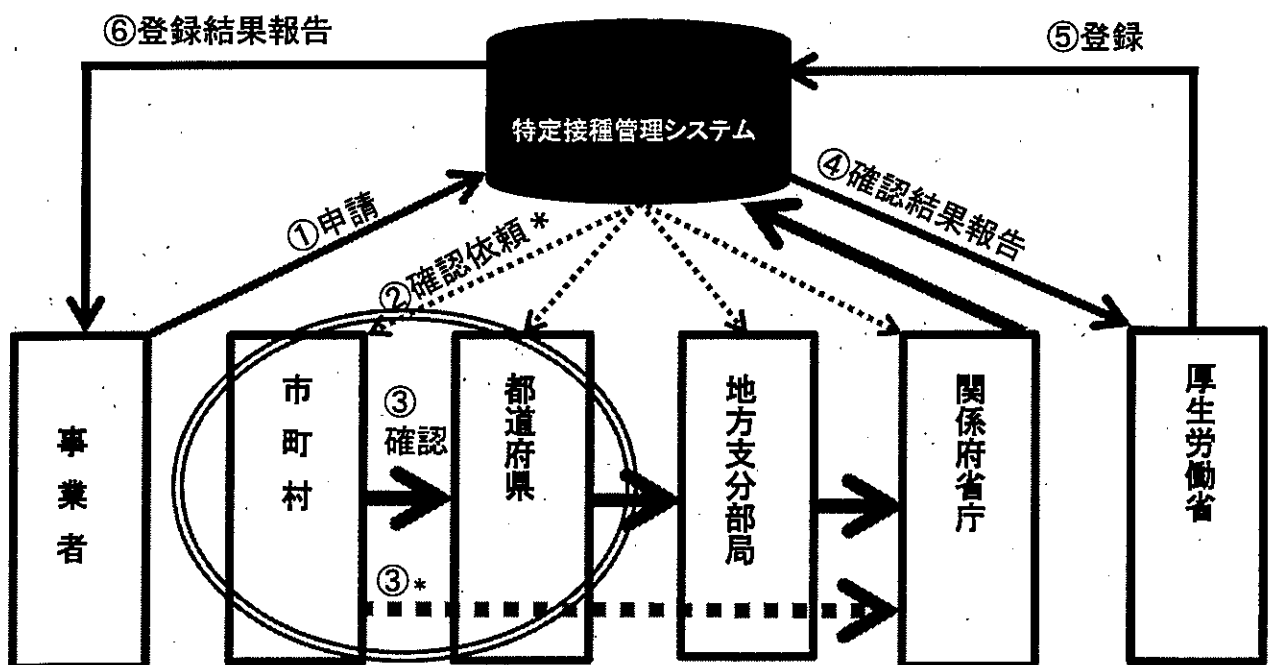 ⑥登録結果報告
⑤登録
特定接種管理システム
④確認結果報告
①申請
②確認依頼*
事業者
市町村
③
確認
都道府県
地方支分部局
関係府省庁
厚生労働省
③*